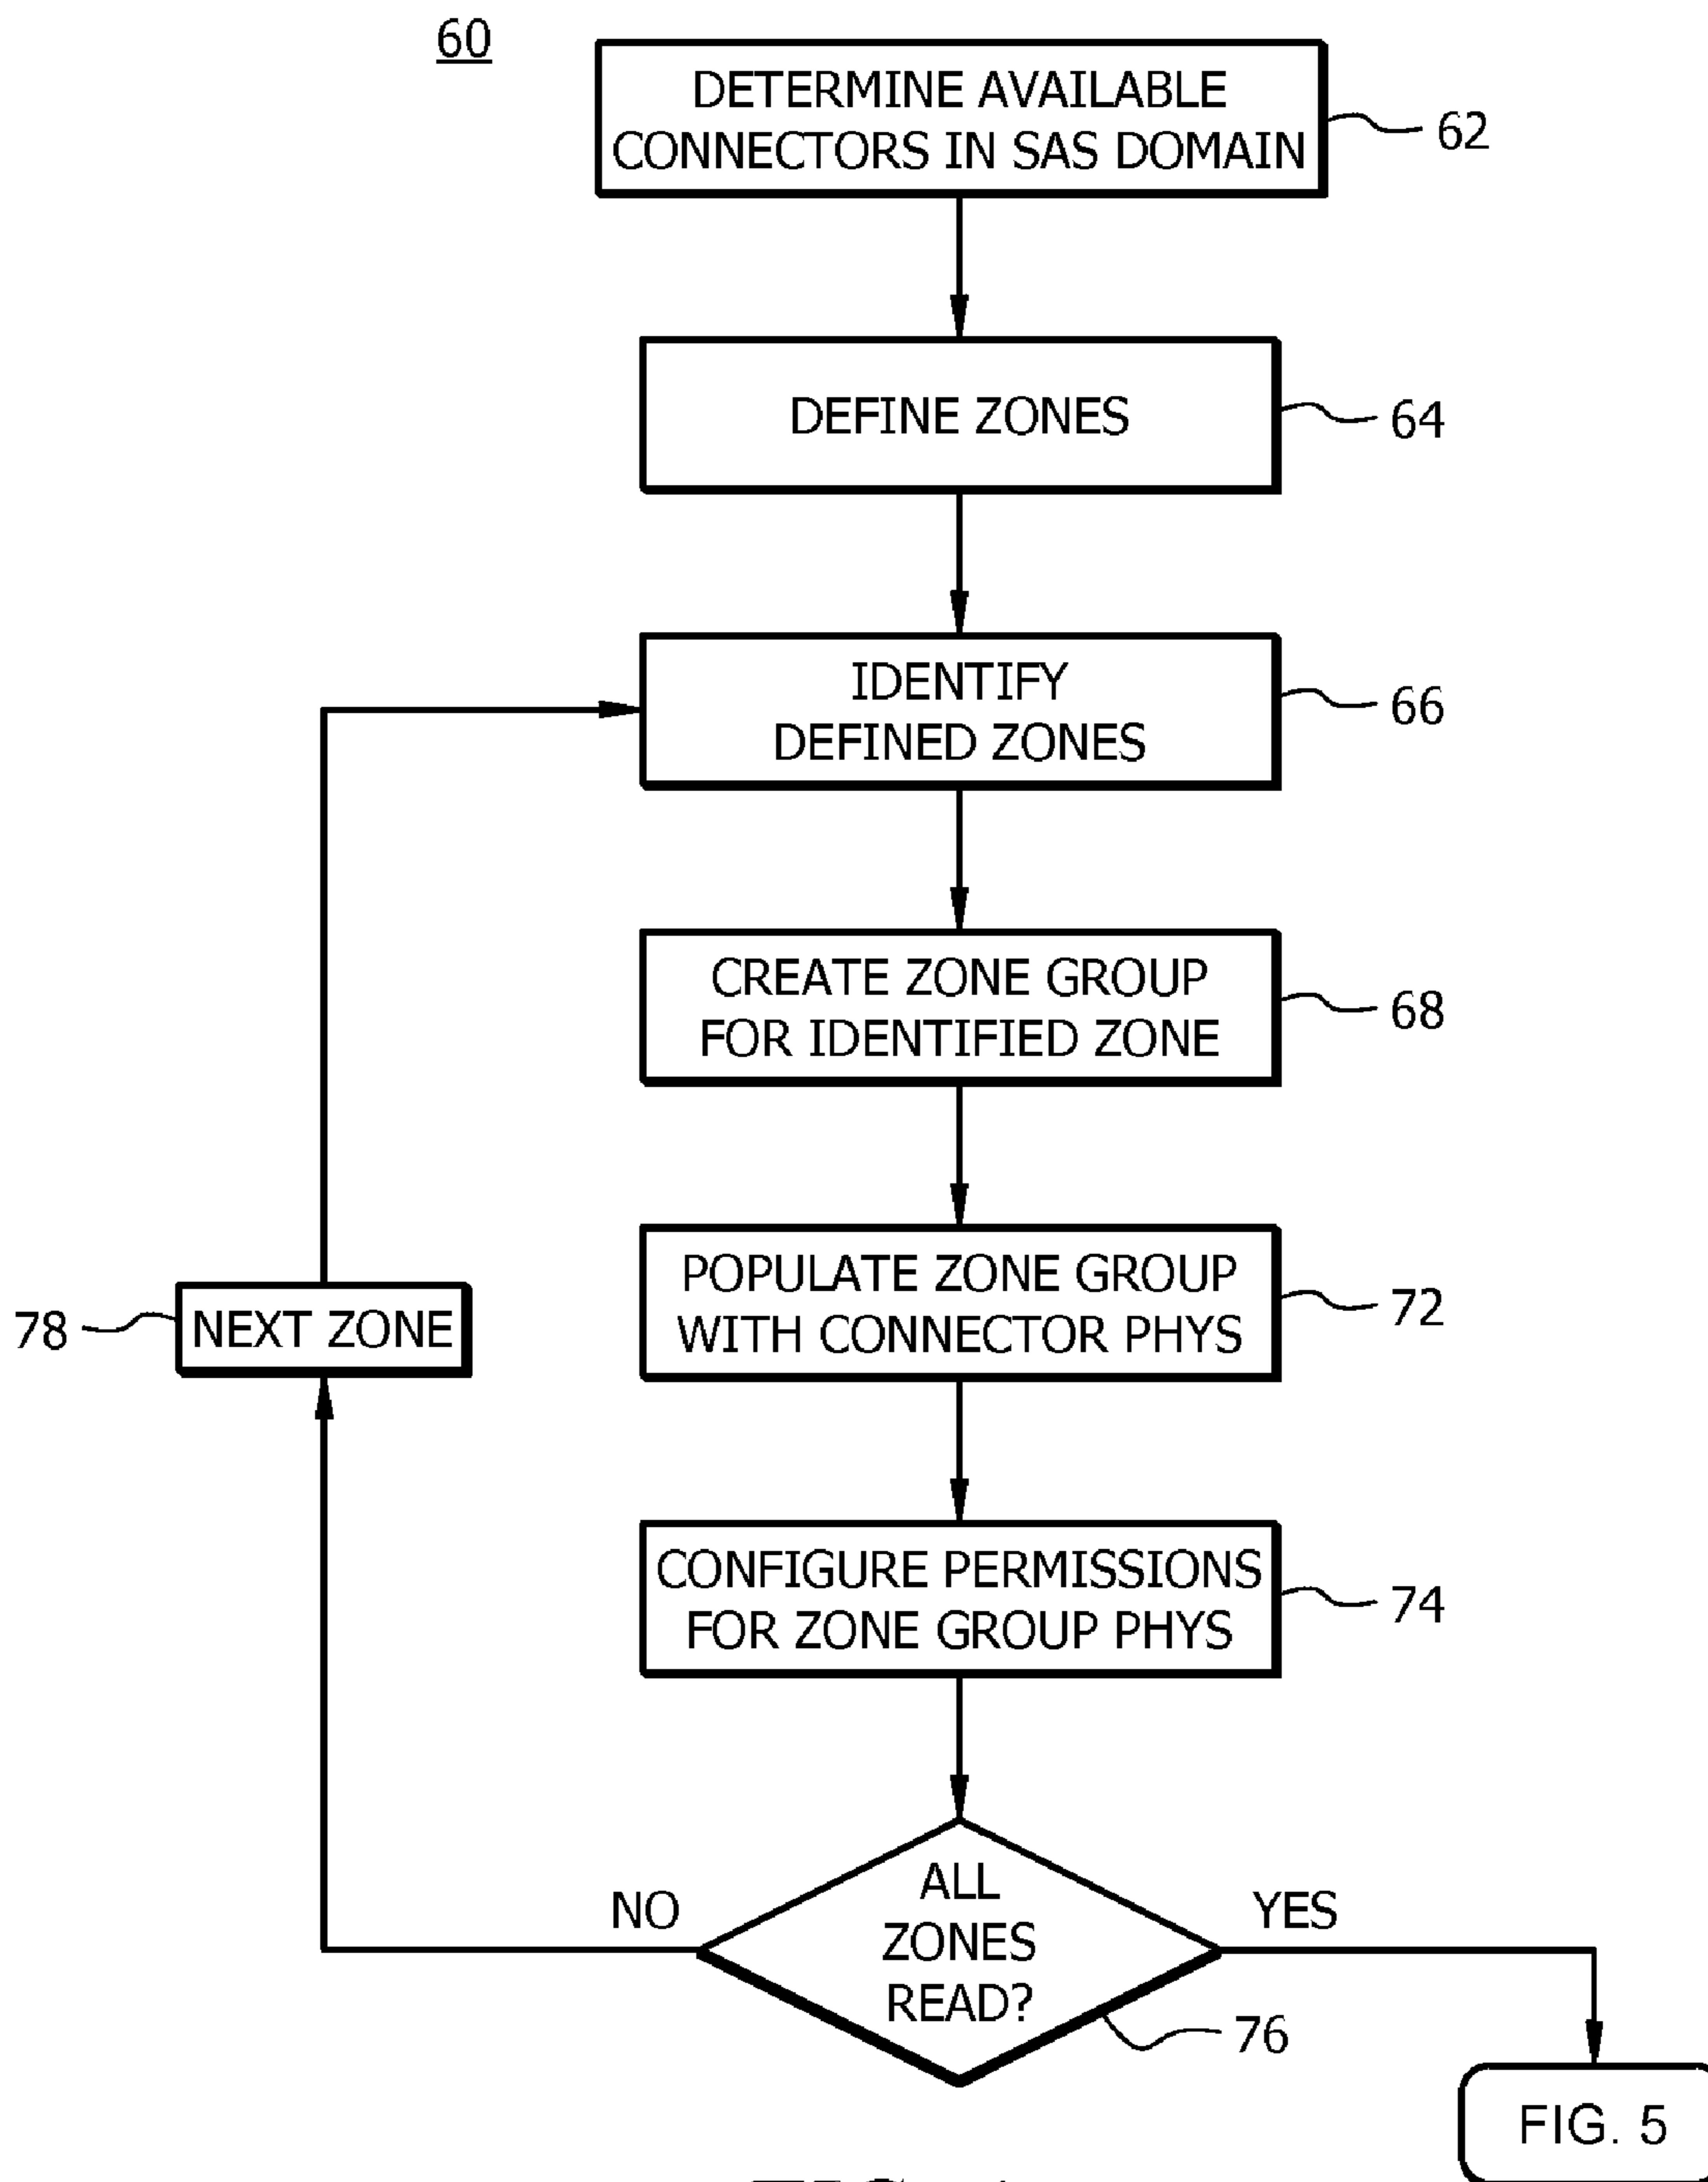 60
DETERMINE AVAILABLE
CONNECTORS IN SAS DOMAIN
62
DEFINE ZONES
64
IDENTIFY
DEFINED ZONES
66
CREATE ZONE GROUP
FOR IDENTIFIED ZONE
68
POPULATE ZONE GROUP
WITH CONNECTOR PHYS
72
78
NEXT ZONE
CONFIGURE PERMISSIONS
FOR ZONE GROUP PHYS
74
ALL
ZONES
READ?
NO
YES
76
FIG. 5